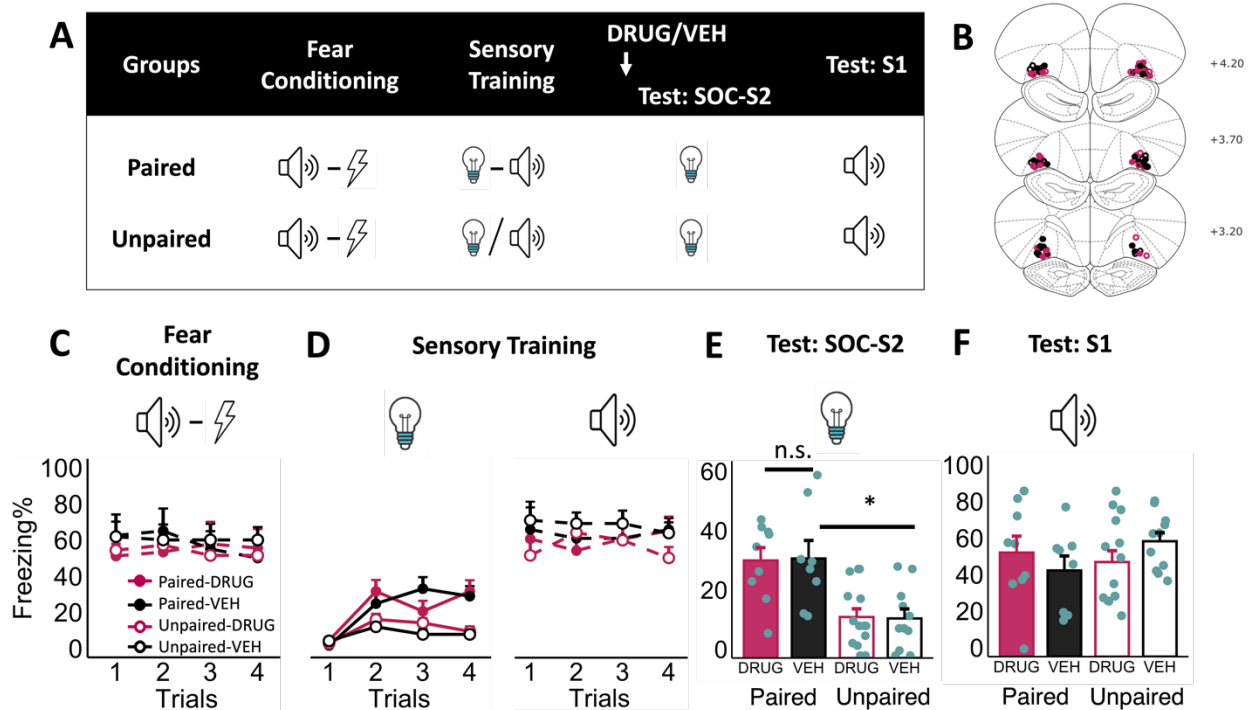 A
Groups
Fear
Conditioning
Sensory
Training
DRUG/VEH
Test: SOC-S2
Test: S1
Paired
Unpaired
B
+4.20
+3.70
+3.20
C
Fear
Conditioning
Freezing%
100
80
60
40
20
0
Paired-DRUG
Paired-VEH
Unpaired-DRUG
Unpaired-VEH
1 2 3 4
Trials
D
Sensory Training
1 2 3 4
Trials
1 2 3 4
Trials
E
Test: SOC-S2
n.s.
*
60
40
20
0
DRUG VEH DRUG VEH
Paired Unpaired
F
Test: S1
100
80
60
40
20
0
DRUG VEH DRUG VEH
Paired Unpaired